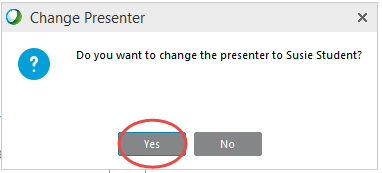 Change Presenter
Do you want to change the presenter to Susie Student?
Yes
No